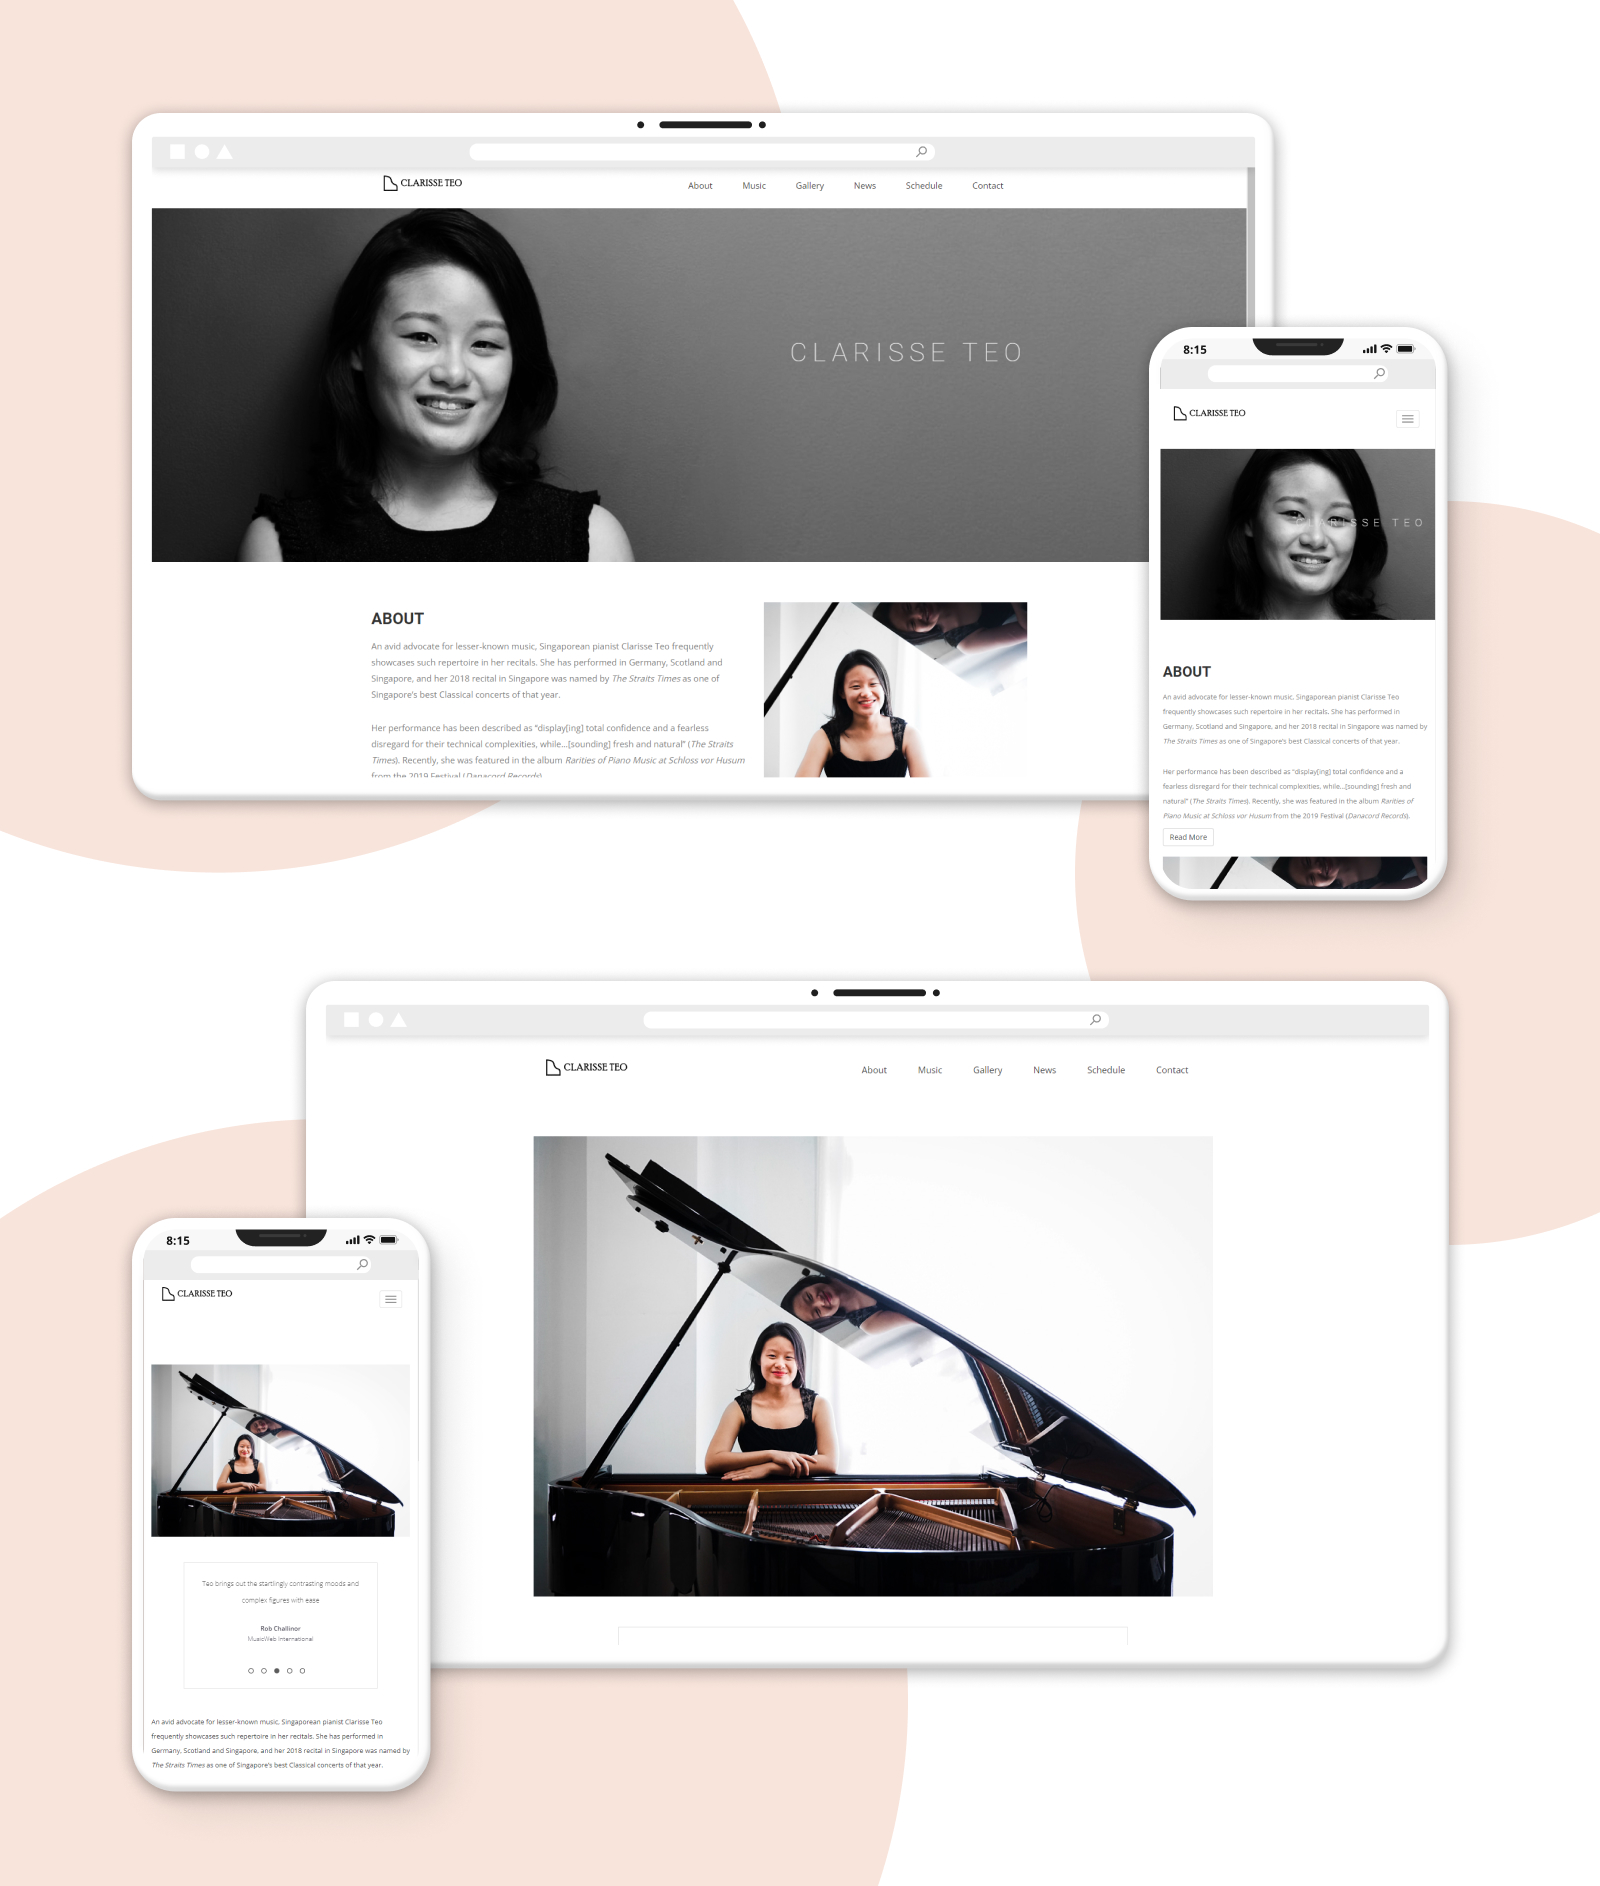 CLARISSE TEO
About Music Gallery News Schedule Contact
CLARISSE TEO
ABOUT
An avid advocate for lesser-known music, Singaporean pianist Clarisse Teo frequently
showcases such repertoire in her recitals. She has performed in Germany, Scotland and
Singapore, and her 2018 recital in Singapore was named by The Straits Times as one of
Singapore's best Classical concerts of that year.
Her performance has been described as “display[ing] total confidence and a fearless
disregard for their technical complexities, while...[sounding] fresh and natural” (The Straits
Times). Recently, she was featured in the album Rarities of Piano Music at Schloss vor Husum
from the 2019 Festival (Danacord Records).
8:15
CLARISSE TEO
CLARISSE TEO
ABOUT
An avid advocate for lesser-known music, Singaporean pianist Clarisse Teo
frequently showcases such repertoire in her recitals. She has performed in
Germany, Scotland and Singapore, and her 2018 recital in Singapore was named by
The Straits Times as one of Singapore's best Classical concerts of that year.
Her performance has been described as “display[ing] total confidence and a
fearless disregard for their technical complexities, while...[sounding] fresh and
natural” (The Straits Times). Recently, she was featured in the album Rarities of
Piano Music at Schloss vor Husum from the 2019 Festival (Danacord Records).
Read More
CLARISSE TEO
About Music Gallery News Schedule Contact
8:15
CLARISSE TEO
Teo brings out the startlingly contrasting moods and
complex figures with ease
Rob Challinor
MusicWeb International
An avid advocate for lesser-known music, Singaporean pianist Clarisse Teo
frequently showcases such repertoire in her recitals. She has performed in
Germany, Scotland and Singapore, and her 2018 recital in Singapore was named by
The Straits Times as one of Singapore's best Classical concerts of that year.